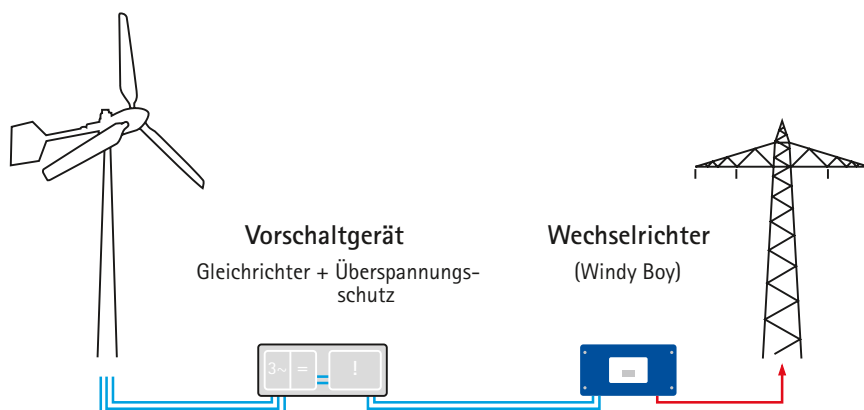 Vorschaltgerät
Gleichrichter + Überspannungs-
schutz
Wechselrichter
(Windy Boy)
3~ = !